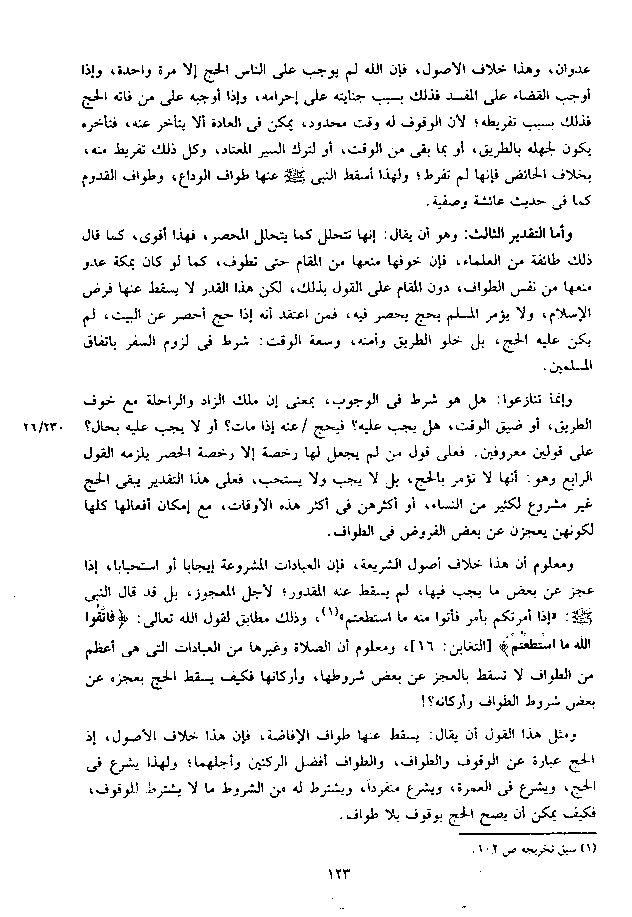 عدوان، وهذا خلاف الأصول، فإن الله لم يوجب على الناس الحج إلا مرة واحدة، وإذا
أوجب القضاء على المفسد فذلك بسبب جنايته على إحرامه، وإذا أوجبه على من فاته الحج
فذلك بسبب تفريطه؛ لأن الوقوف له وقت محدود، يمكن فى العادة ألا يتأخر عنه، فتأخره
يكون لجهله بالطريق، أو بما بقى من الوقت، أو لترك السير المعتاد، وكل ذلك تفريط منه،
بخلاف الحائض فإنها لم تفرط؛ ولهذا أسقط النبى ﷺ عنها طواف الوداع، وطواف القدوم
كما فى حديث عائشة وصفية.
وأما التقدير الثالث: وهو أن يقال: إنها تتحلل كما يتحلل المحصر، فهذا أقوى، كما قال
ذلك طائفة من العلماء، فإن خوفها منعها من المقام حتى تطوف، كما لو كان بمكة عدو
منعها من نفس الطواف، دون المقام على القول بذلك، لكن هذا القدر لا يسقط عنها فرض
الإسلام، ولا يؤمر المسلم بحج يحصر فيه، فمن اعتقد أنه إذا حج أحصر عن البيت، لم
يكن عليه الحج، بل خلو الطريق وأمنه، وسعة الوقت: شرط فى لزوم السفر باتفاق
المسلمين.
وإنما تنازعوا: هل هو شرط فى الوجوب، بمعنى إن ملك الزاد والراحلة مع خوف
الطريق، أو ضيق الوقت، هل يجب عليه؟ فيحج /عنه إذا مات؟ أو لا يجب عليه بحال؟ ٢٦/٢٣٠
على قولين معروفين. فعلى قول من لم يجعل لها رخصة إلا رخصة الحصر يلزمه القول
الرابع وهو: أنها لا تؤمر بالحج، بل لا يجب ولا يستحب، فعلى هذا التقدير يبقى الحج
غير مشروع لكثير من النساء، أو أكثرهن فى أكثر هذه الأوقات، مع إمكان أفعالها كلها
لكونهن يعجزن عن بعض الفروض فى الطواف.
ومعلوم أن هذا خلاف أصول الشريعة، فإن العبادات المشروعة إيجابا أو استحبابا، إذا
عجز عن بعض ما يجب فيها، لم يسقط عنه المقدور؛ لأجل المعجوز، بل قد قال النبى
ﷺ: «إذا أمرتكم بأمر فأتوا منه ما استطعتم»(١)، وذلك مطابق لقول الله تعالى: ﴿فَاتَّقُوا
اللَّه مَا اسْتَطَعْتُمْ﴾ [التغابن: ١٦]، ومعلوم أن الصلاة وغيرها من العبادات التى هى أعظم
من الطواف لا تسقط بالعجز عن بعض شروطها، وأركانها فكيف يسقط الحج بعجزه عن
بعض شروط الطواف وأركانه؟!
ومثل هذا القول أن يقال: يسقط عنها طواف الإفاضة، فإن هذا خلاف الأصول، إذ
الحج عبارة عن الوقوف والطواف، والطواف أفضل الركنين وأجلهما؛ ولهذا يشرع فى
الحج، ويشرع فى العمرة، ويشرع منفرداً، ويشترط له من الشروط ما لا يشترط للوقوف،
فكيف يمكن أن يصح الحج بوقوف بلا طواف.
(١) سبق تخريجه ص ١٠٢.
١٢٣